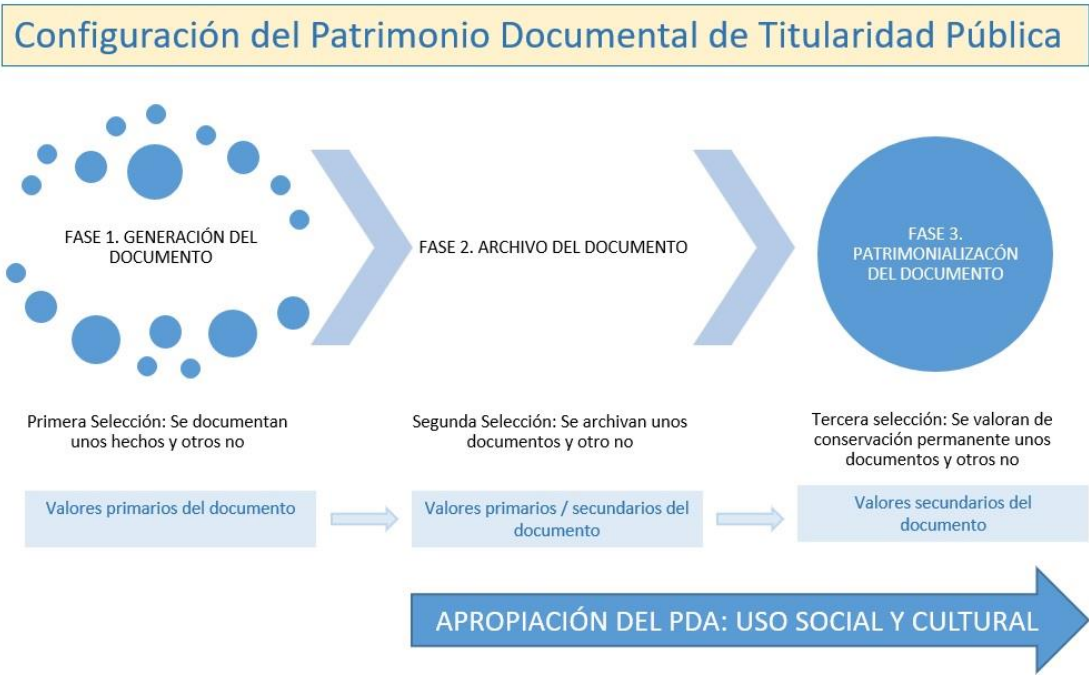 Configuración del Patrimonio Documental de Titularidad Pública
FASE 1. GENERACIÓN DEL
DOCUMENTO
FASE 2. ARCHIVO DEL DOCUMENTO
FASE 3.
PATRIMONIALIZACÓN
DEL DOCUMENTO
Primera Selección: Se documentan
unos hechos y otros no
Segunda Selección: Se archivan unos
documentos y otro no
Tercera selección: Se valoran de
conservación permanente unos
documentos y otros no
Valores primarios del documento
Valores primarios / secundarios del
documento
Valores secundarios del
documento
APROPIACIÓN DEL PDA: USO SOCIAL Y CULTURAL